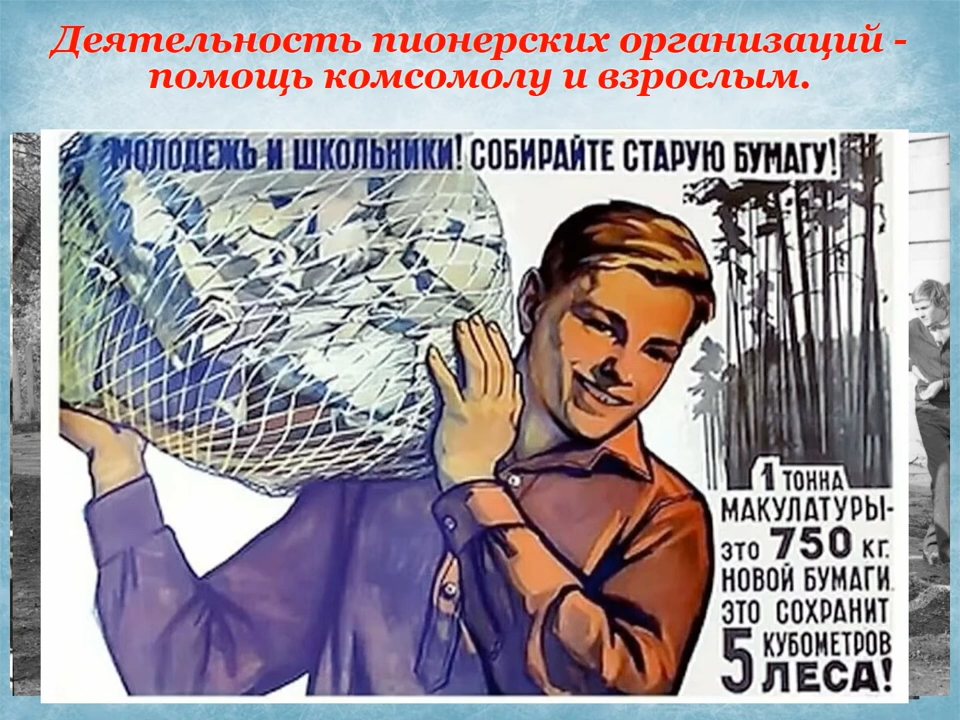 Деятельность пионерских организаций -
помощь комсомолу и взрослым.
МОЛОДЕЖЬ И ШКОЛЬНИКИ! СОБИРАЙТЕ СТАРУЮ БУМАГУ!
1 ТОННА
МАКУЛАТУРЫ-
ЭТО 750 КГ.
НОВОЙ БУМАГИ.
ЭТО СОХРАНИТ
5 КУБОМЕТРОВ
ЛЕСА!